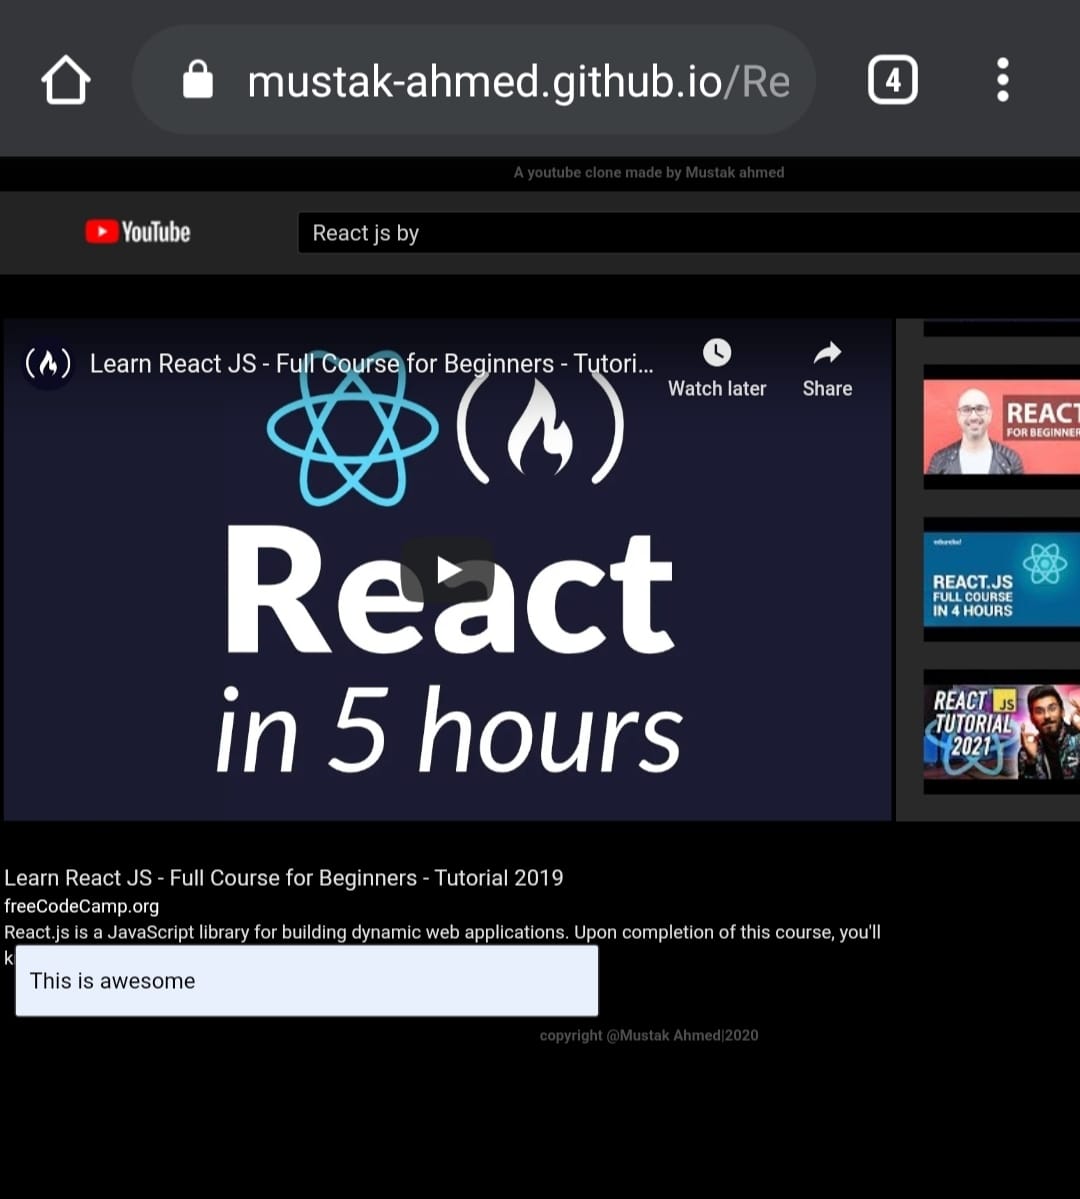 mustak-ahmed.github.io/Re
4
A youtube clone made by Mustak ahmed
YouTube
React js by
Learn React JS - Full Course for Beginners - Tutori...
Watch later
Share
React
in 5 hours
REACT
FOR BEGINNER
edureka!
REACT.JS
FULL COURSE
IN 4 HOURS
REACT JS
TUTORIAL
2021
Learn React JS - Full Course for Beginners - Tutorial 2019
freeCodeCamp.org
React.js is a JavaScript library for building dynamic web applications. Upon completion of this course, you'll
k
This is awesome
copyright @Mustak Ahmed|2020